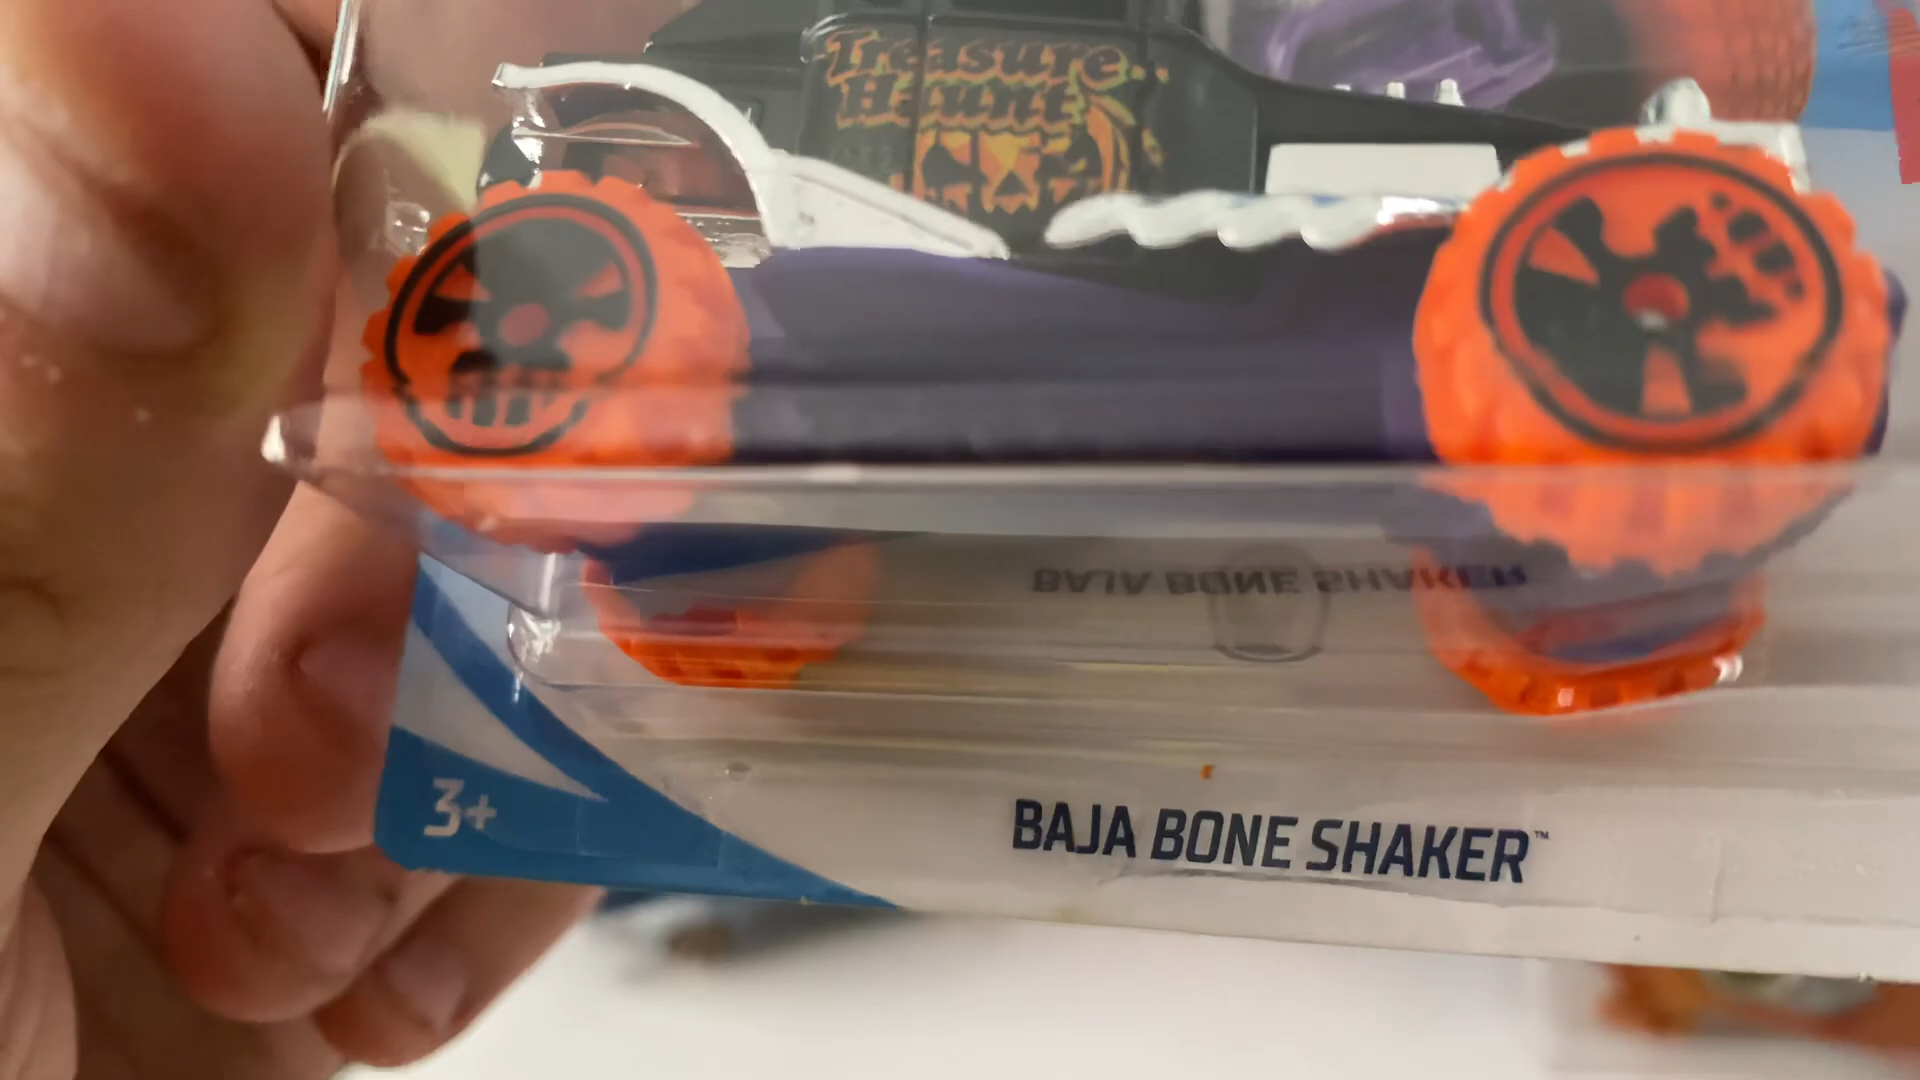 Treasure
Haunt
BAJA BONE SHAKER
3+
BAJA BONE SHAKER™